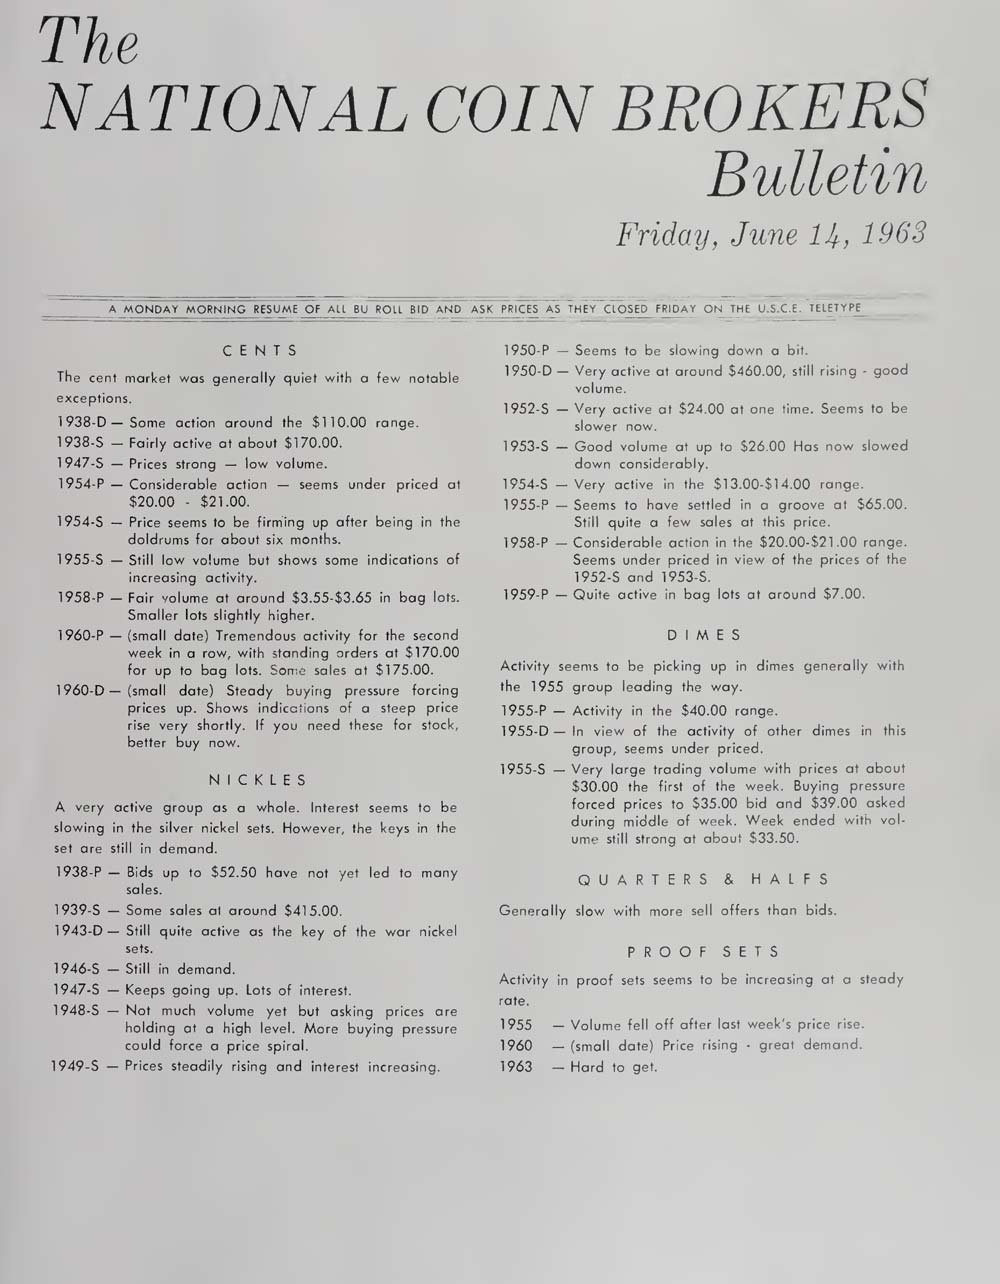 The
NATIONAL COIN BROKERS
Bulletin
Friday, June 14, 1963
A MONDAY MORNING RESUME OF ALL BU ROLL BID AND ASK PRICES AS THEY CLOSED FRIDAY ON THE U.S.C.E. TELETYPE
CENTS
The cent market was generally quiet with a few notable
exceptions.
1938-D — Some action around the $110.00 range.
1938-S — Fairly active at about $170.00.
1947-S — Prices strong — low volume.
1954-P — Considerable action — seems under priced at
$20.00 - $21.00.
1954-S — Price seems to be firming up after being in the
doldrums for about six months.
1955-S — Still low volume but shows some indications of
increasing activity.
1958-P — Fair volume at around $3.55-$3.65 in bag lots.
Smaller lots slightly higher.
1960-P — (small date) Tremendous activity for the second
week in a row, with standing orders at $170.00
for up to bag lots. Some sales at $175.00.
1960-D — (small date) Steady buying pressure forcing
prices up. Shows indications of a steep price
rise very shortly. If you need these for stock,
better buy now.
NICKLES
A very active group as a whole. Interest seems to be
slowing in the silver nickel sets. However, the keys in the
set are still in demand.
1938-P — Bids up to $52.50 have not yet led to many
sales.
1939-S — Some sales at around $415.00.
1943-D — Still quite active as the key of the war nickel
sets.
1946-S — Still in demand.
1947-S — Keeps going up. Lots of interest.
1948-S — Not much volume yet but asking prices are
holding at a high level. More buying pressure
could force a price spiral.
1949-S — Prices steadily rising and interest increasing.
1950-P — Seems to be slowing down a bit.
1950-D — Very active at around $460.00, still rising - good
volume.
1952-S — Very active at $24.00 at one time. Seems to be
slower now.
1953-S — Good volume at up to $26.00 Has now slowed
down considerably.
1954-S — Very active in the $13.00-$14.00 range.
1955-P — Seems to have settled in a groove at $65.00.
Still quite a few sales at this price.
1958-P — Considerable action in the $20.00-$21.00 range.
Seems under priced in view of the prices of the
1952-S and 1953-S.
1959-P — Quite active in bag lots at around $7.00.
DIMES
Activity seems to be picking up in dimes generally with
the 1955 group leading the way.
1955-P — Activity in the $40.00 range.
1955-D — In view of the activity of other dimes in this
group, seems under priced.
1955-S — Very large trading volume with prices at about
$30.00 the first of the week. Buying pressure
forced prices to $35.00 bid and $39.00 asked
during middle of week. Week ended with vol-
ume still strong at about $33.50.
QUARTERS & HALFS
Generally slow with more sell offers than bids.
PROOF SETS
Activity in proof sets seems to be increasing at a steady
rate.
1955 — Volume fell off after last week's price rise.
1960 — (small date) Price rising - great demand.
1963 — Hard to get.